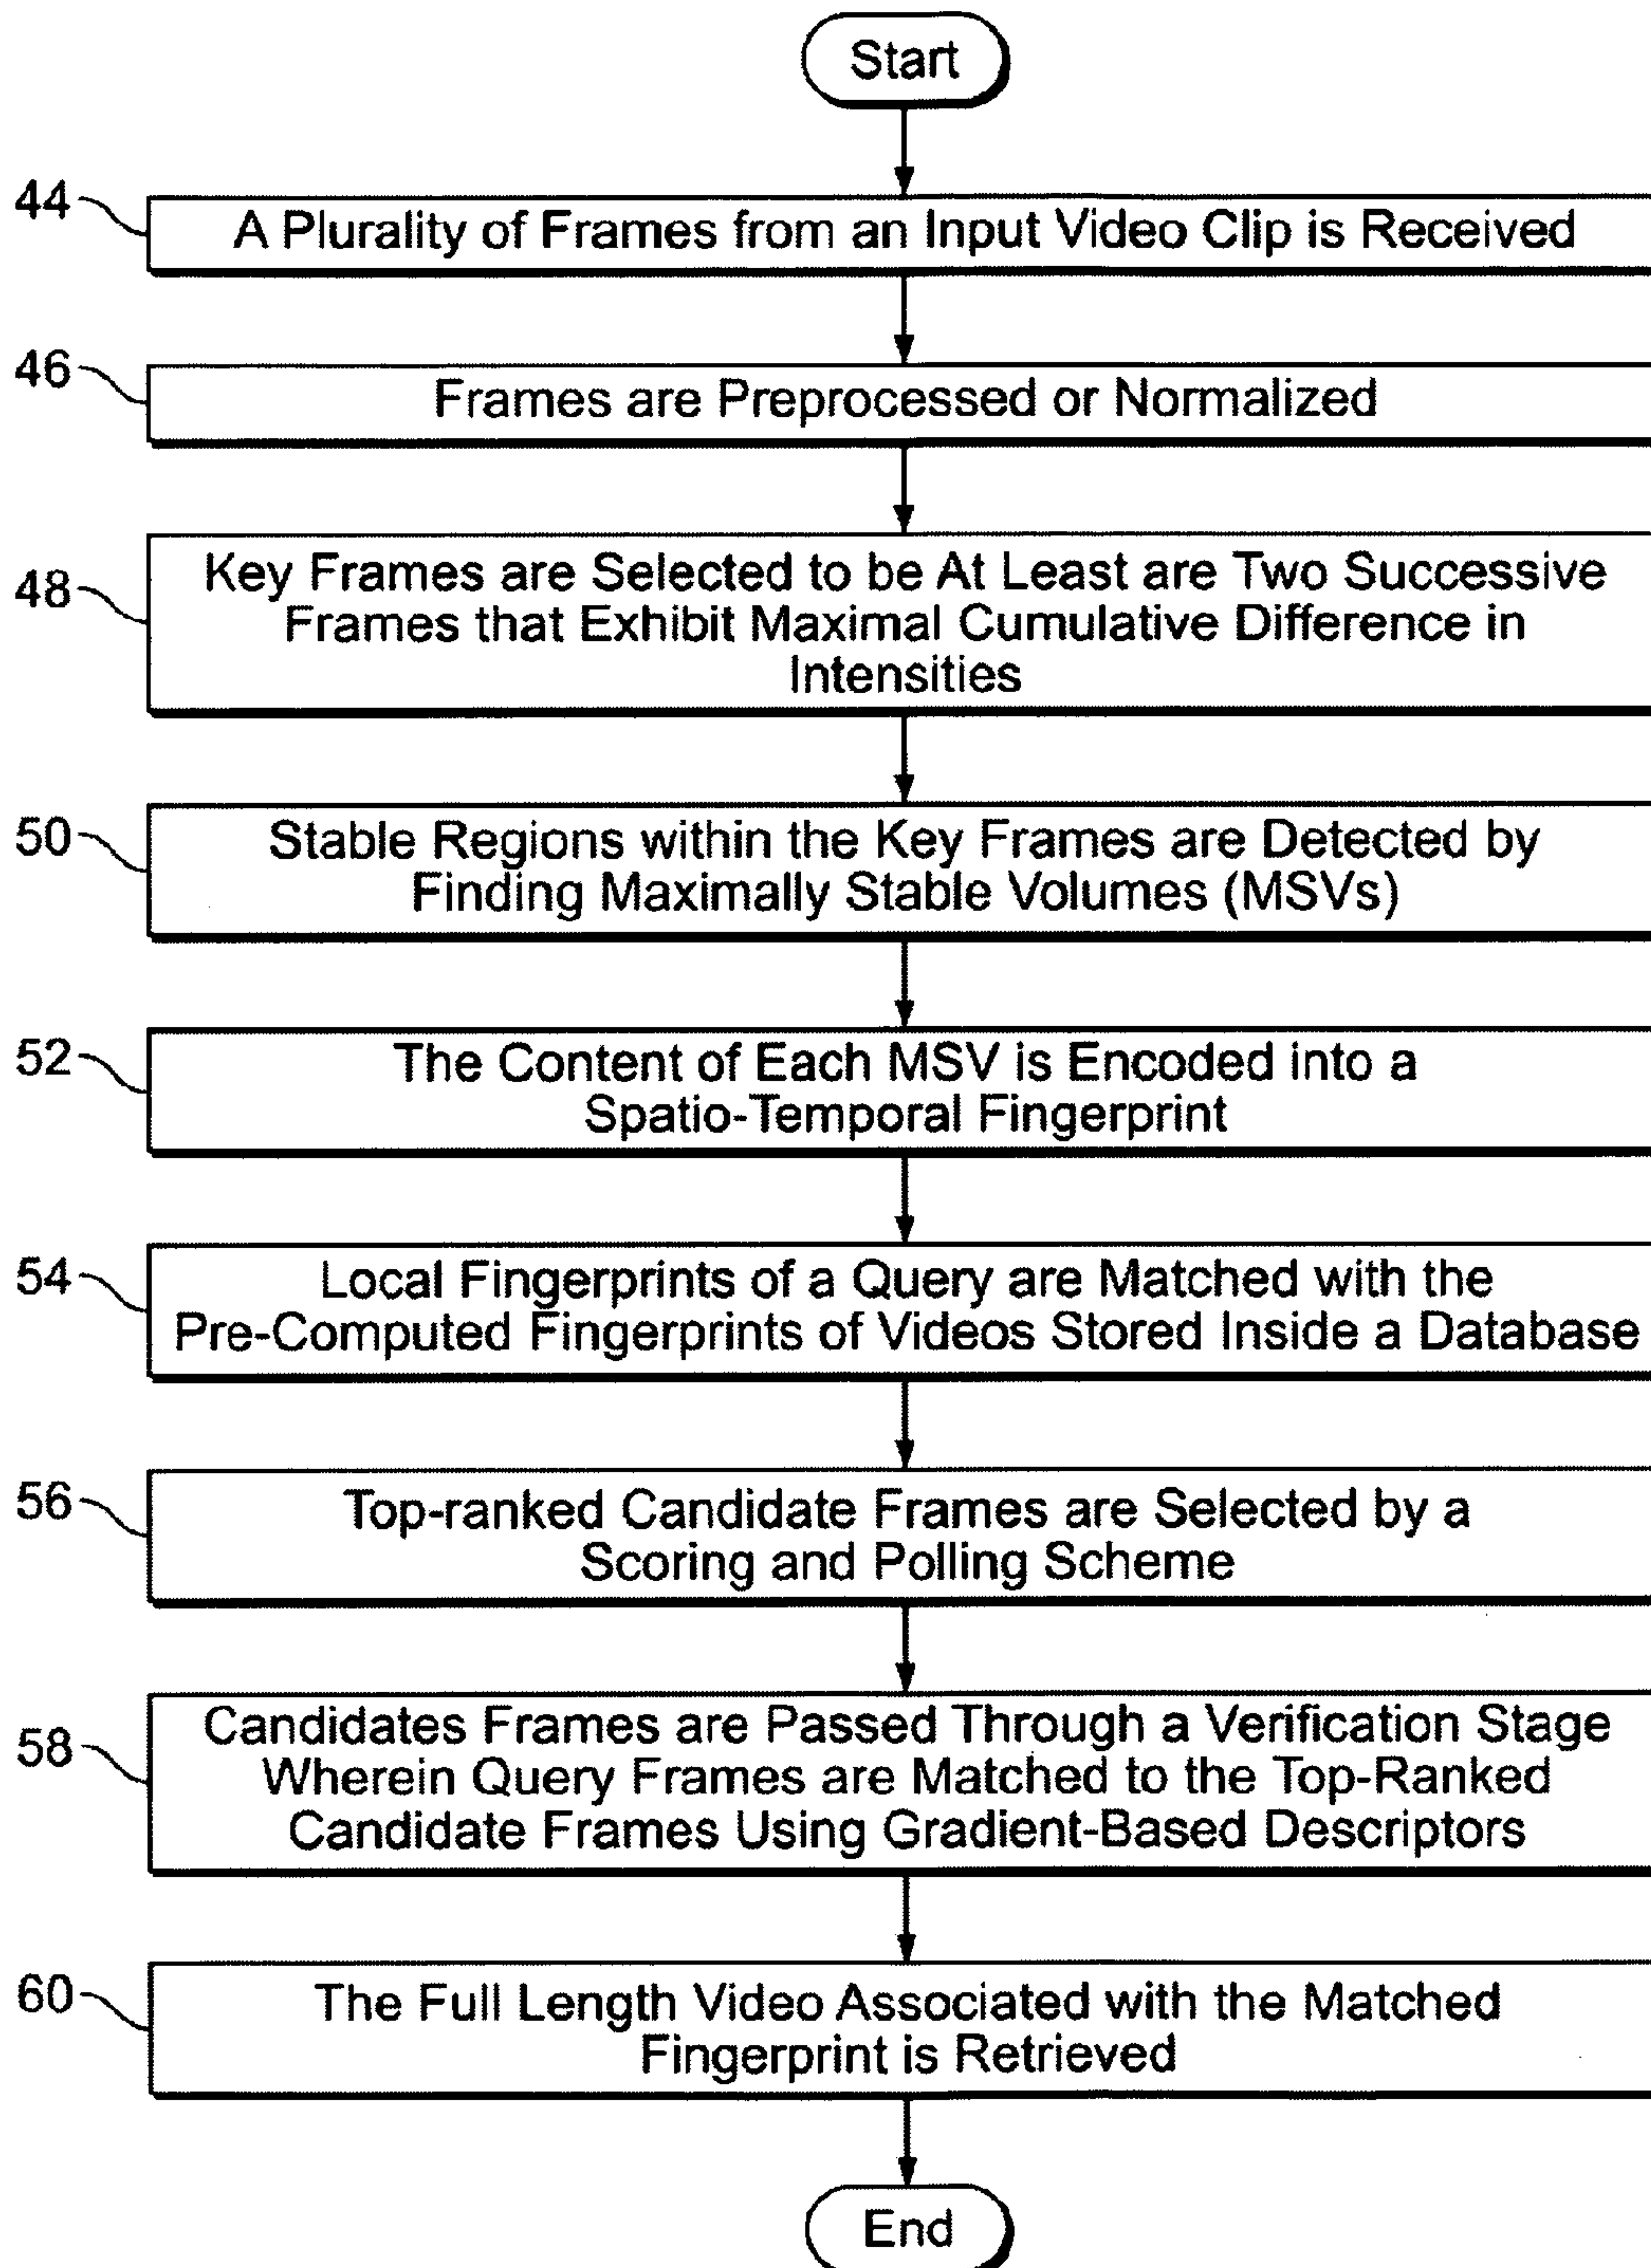 Start
44
A Plurality of Frames from an Input Video Clip is Received
46
Frames are Preprocessed or Normalized
48
Key Frames are Selected to be At Least are Two Successive
Frames that Exhibit Maximal Cumulative Difference in
Intensities
50
Stable Regions within the Key Frames are Detected by
Finding Maximally Stable Volumes (MSVs)
52
The Content of Each MSV is Encoded into a
Spatio-Temporal Fingerprint
54
Local Fingerprints of a Query are Matched with the
Pre-Computed Fingerprints of Videos Stored Inside a Database
56
Top-ranked Candidate Frames are Selected by a
Scoring and Polling Scheme
58
Candidates Frames are Passed Through a Verification Stage
Wherein Query Frames are Matched to the Top-Ranked
Candidate Frames Using Gradient-Based Descriptors
60
The Full Length Video Associated with the Matched
Fingerprint is Retrieved
End